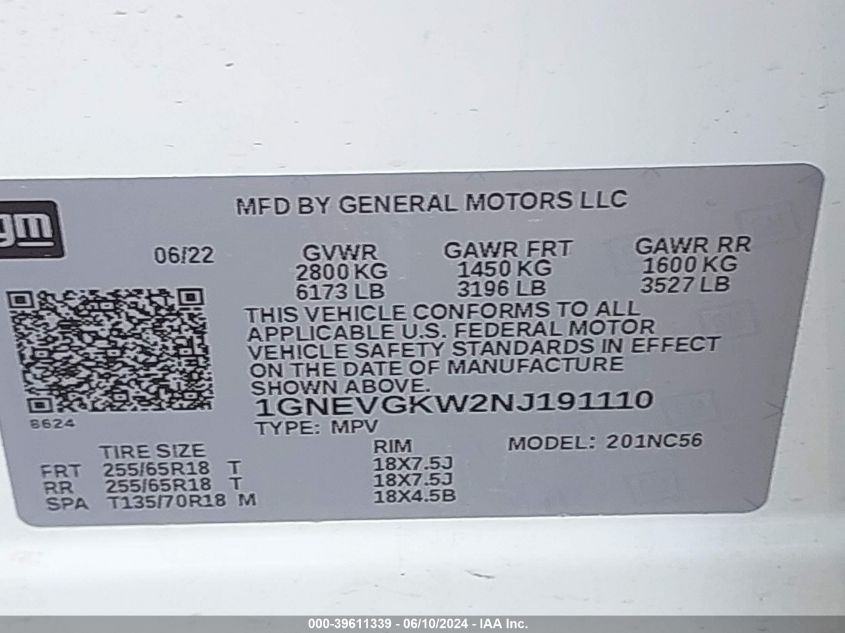 MFD BY GENERAL MOTORS LLC
gm
06/22
GVWR GAWR FRT GAWR RR
2800 KG 1450 KG 1600 KG
6173 LB 3196 LB 3527 LB
THIS VEHICLE CONFORMS TO ALL
APPLICABLE U.S. FEDERAL MOTOR
VEHICLE SAFETY STANDARDS IN EFFECT
ON THE DATE OF MANUFACTURE
SHOWN ABOVE.
1GNEVGKW2NJ191110
8624
TYPE: MPV MODEL: 201NC56
TIRE SIZE RIM
FRT 255/65R18 T 18X7.5J
RR 255/65R18 T 18X7.5J
SPA T135/70R18 M 18X4.5B
000-39611339 - 06/10/2024 - IAA Inc.